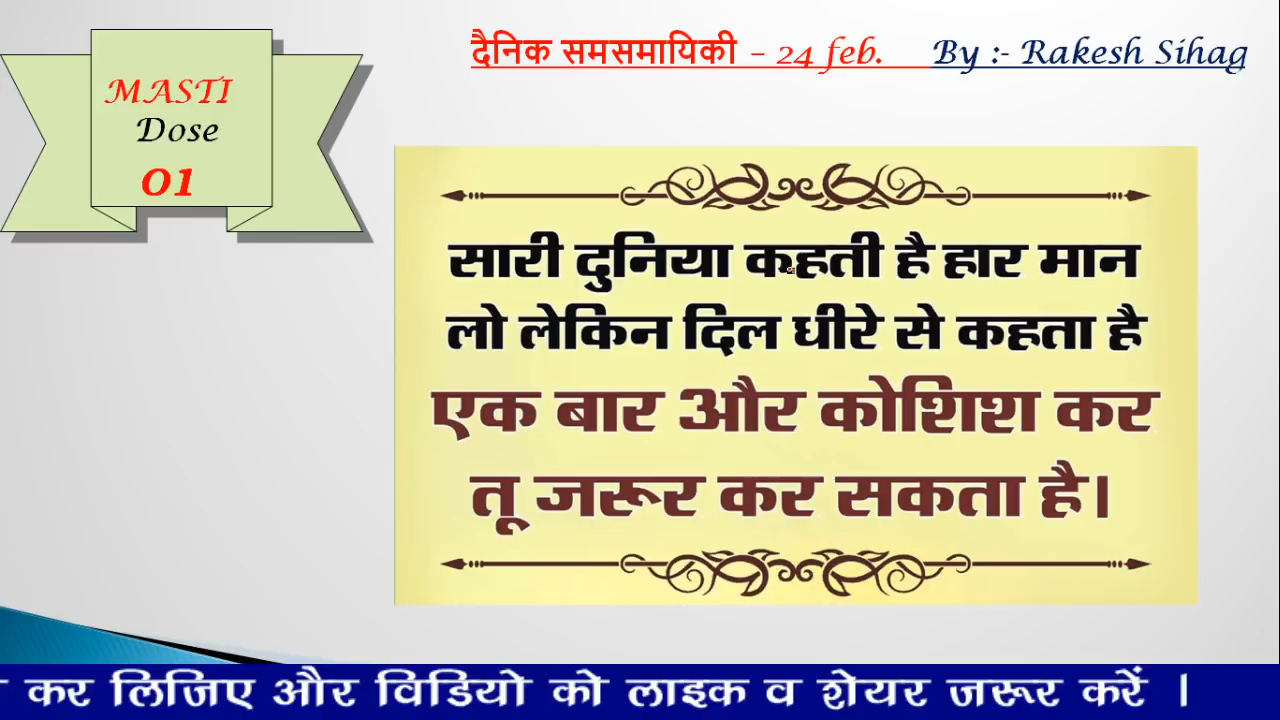 MASTI
Dose
01
दैनिक समसमायिकी – 24 feb. By :- Rakesh Sihag
सारी दुनिया कहती है हार मान
लो लेकिन दिल धीरे से कहता है
एक बार और कोशिश कर
तू जरूर कर सकता है।
कर लिजिए और विडियो को लाइक व शेयर जरूर करें ।